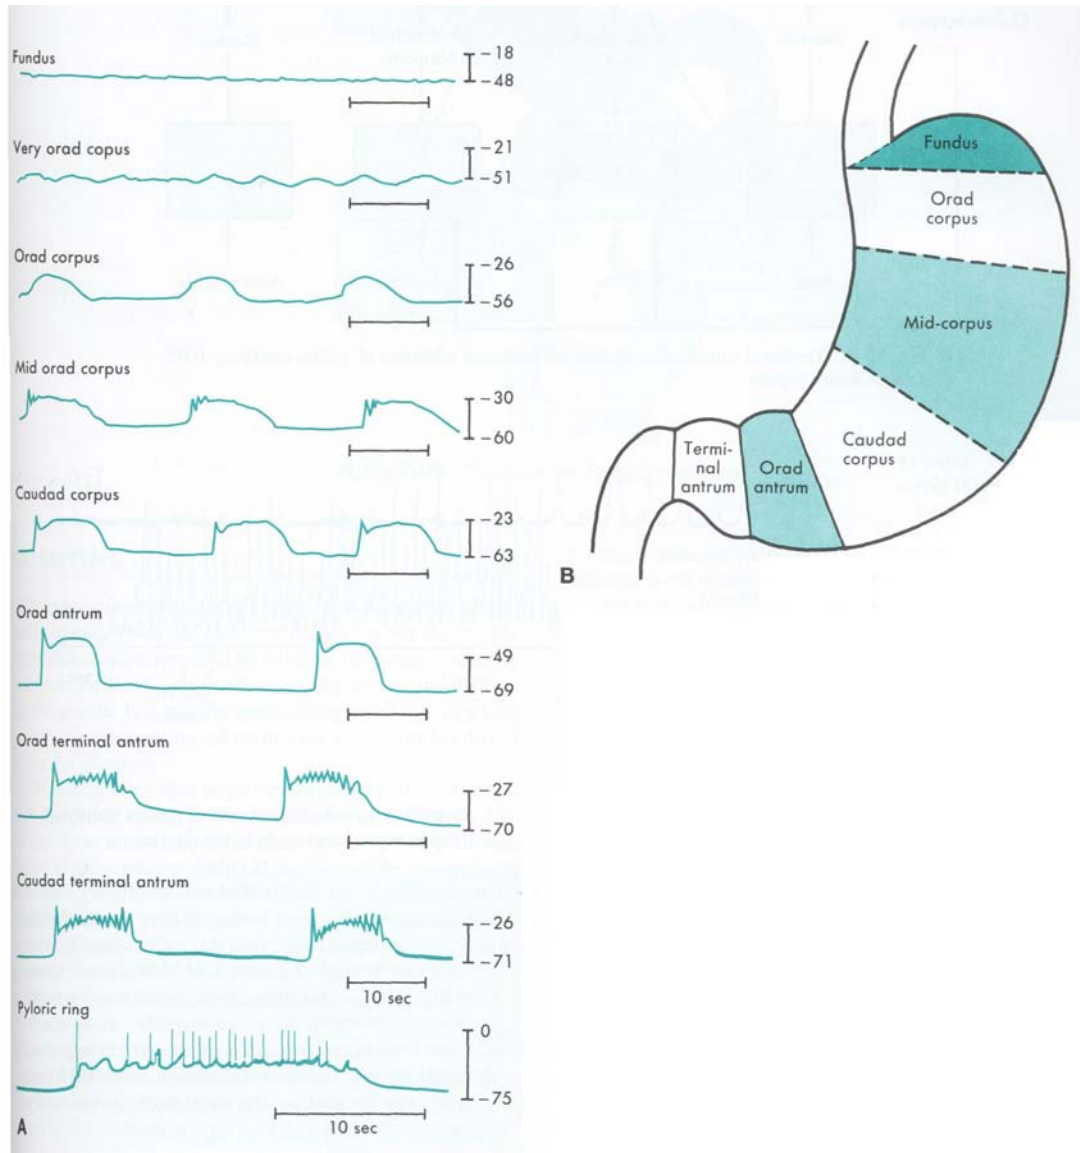 Fundus
-18
-48
Very orad copus
-21
-51
Orad corpus
-26
-56
Mid orad corpus
-30
-60
Caudad corpus
-23
-63
Orad antrum
-49
-69
Orad terminal antrum
-27
-70
Caudad terminal antrum
-26
-71
10 sec
Pyloric ring
0
-75
10 sec
A
Fundus
Orad
corpus
Mid-corpus
Caudad
corpus
Termi-
nal
antrum
Orad
antrum
B